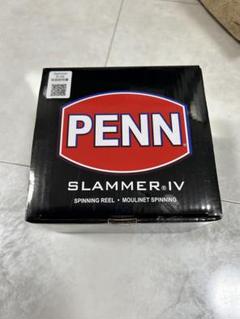 PENN
SLAMMER® IV
SPINNING REEL • MOULINET SPINNING